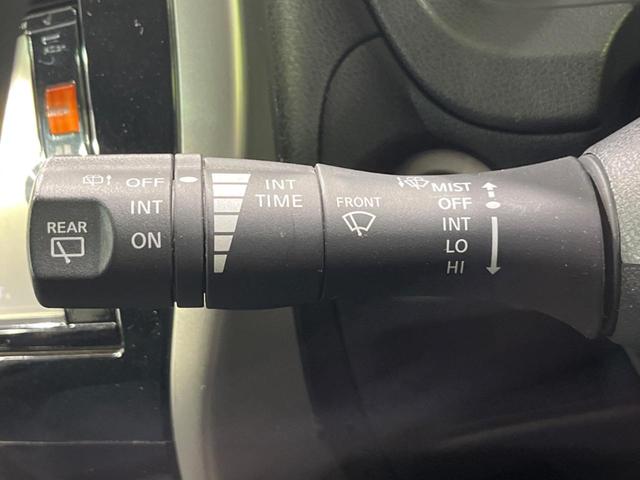 OFF
INT
ON
REAR
INT
TIME
FRONT
MIST
OFF
INT
LO
HI